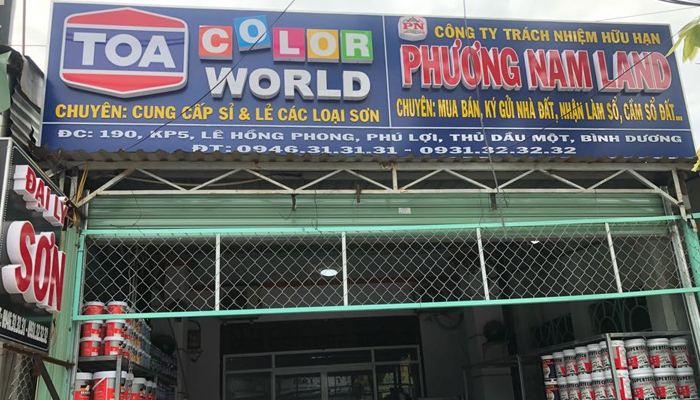 TOA
COLOR
WORLD
CHUYÊN: CUNG CẤP SỈ & LẺ CÁC LOẠI SƠN
PN
CÔNG TY TRÁCH NHIỆM HỮU HẠN
PHƯƠNG NAM LAND
CHUYÊN: MUA BÁN, KÝ GỬI NHÀ ĐẤT, NHẬN LÀM SỔ, CẦM SỔ ĐẤT...
ĐC: 190, KP5, LÊ HỒNG PHONG, PHÚ LỢI, THỦ DẦU MỘT, BÌNH DƯƠNG
ĐT: 0946.31.31.31 - 0931.32.32.32
ĐẠI LÝ
SƠN